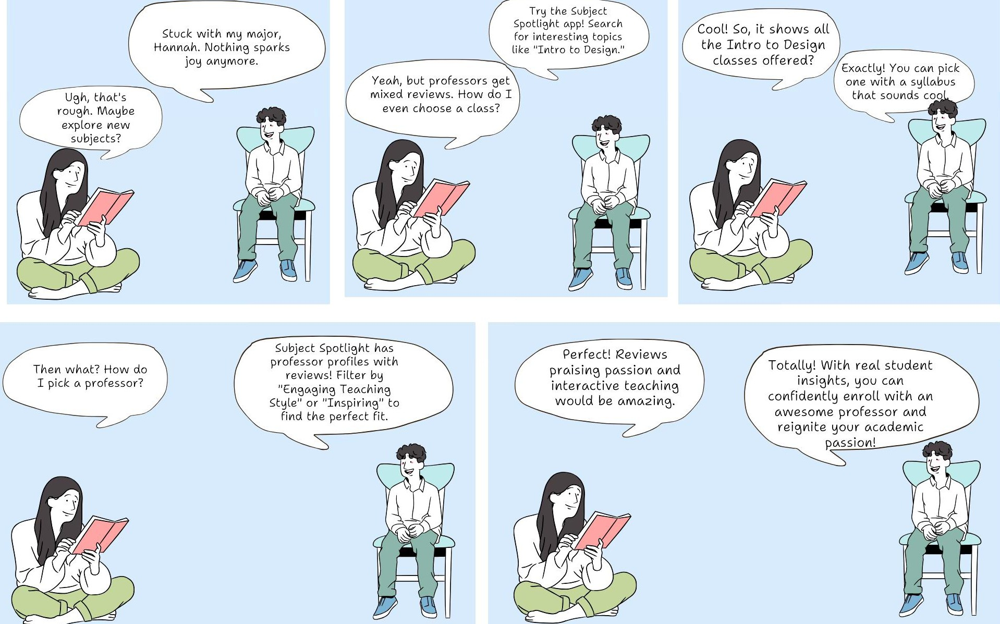 Stuck with my major,
Hannah. Nothing sparks
joy anymore.
Ugh, that's
rough. Maybe
explore new
subjects?
Try the Subject
Spotlight app! Search
for interesting topics
like "Intro to Design."
Yeah, but professors get
mixed reviews. How do I
even choose a class?
Cool! So, it shows all
the Intro to Design
classes offered?
Exactly! You can pick
one with a syllabus
that sounds cool.
Then what? How do
I pick a professor?
Subject Spotlight has
professor profiles with
reviews! Filter by
"Engaging Teaching
Style" or "Inspiring" to
find the perfect fit.
Perfect! Reviews
praising passion and
interactive teaching
would be amazing.
Totally! With real student
insights, you can
confidently enroll with an
awesome professor and
reignite your academic
passion!